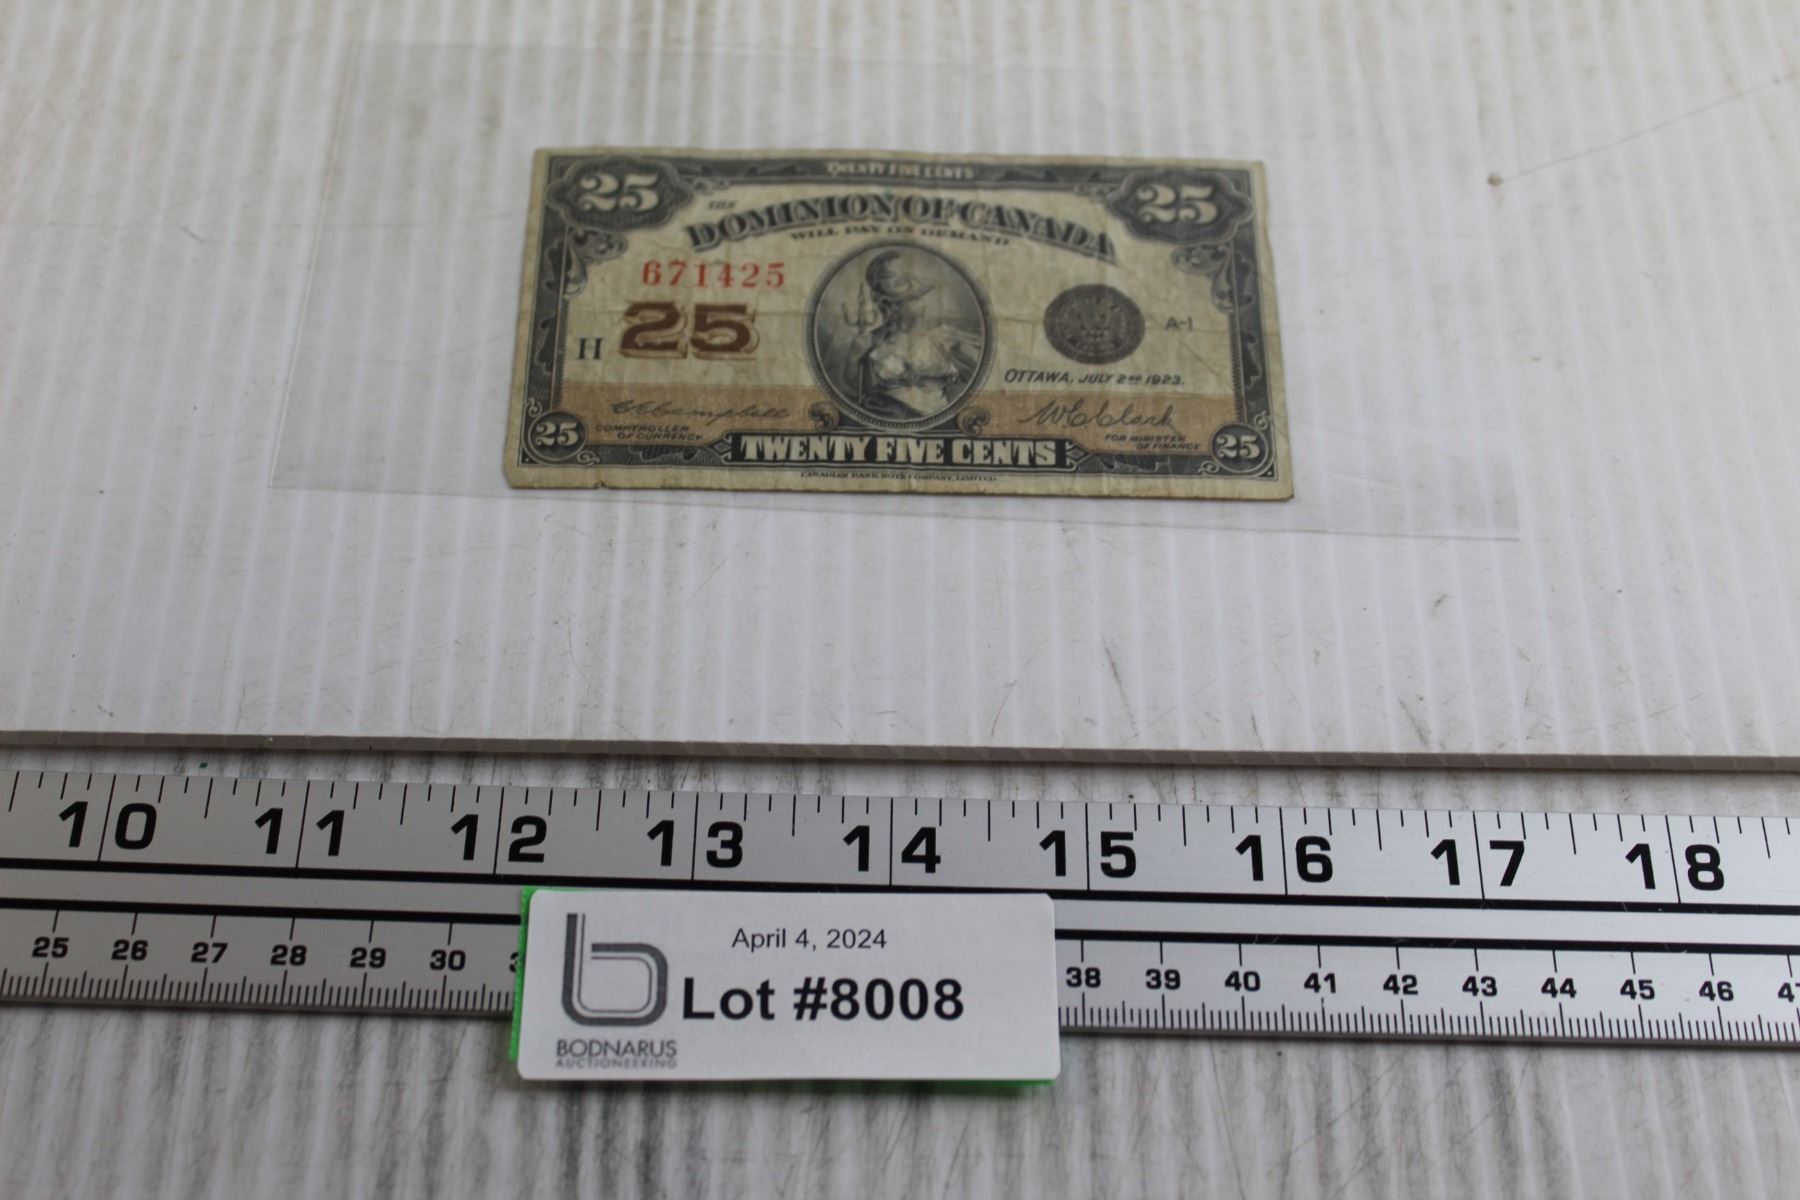 TWENTY FIVE CENTS
25 25
THE
DOMINION OF CANADA
WILL PAY ON DEMAND
671425
25
H
A-1
OTTAWA, JULY 2ND 1923.
C E Campbell
W C Clark
COMPTROLLER
OF CURRENCY
FOR MINISTER
OF FINANCE
25 TWENTY FIVE CENTS 25
CANADIAN BANK NOTE COMPANY, LIMITED.
10 11 12 13 14 15 16 17 18
25 26 27 28 29 30 38 39 40 41 42 43 44 45 46
April 4, 2024
Lot #8008
b
BODNARUS
AUCTIONEERING